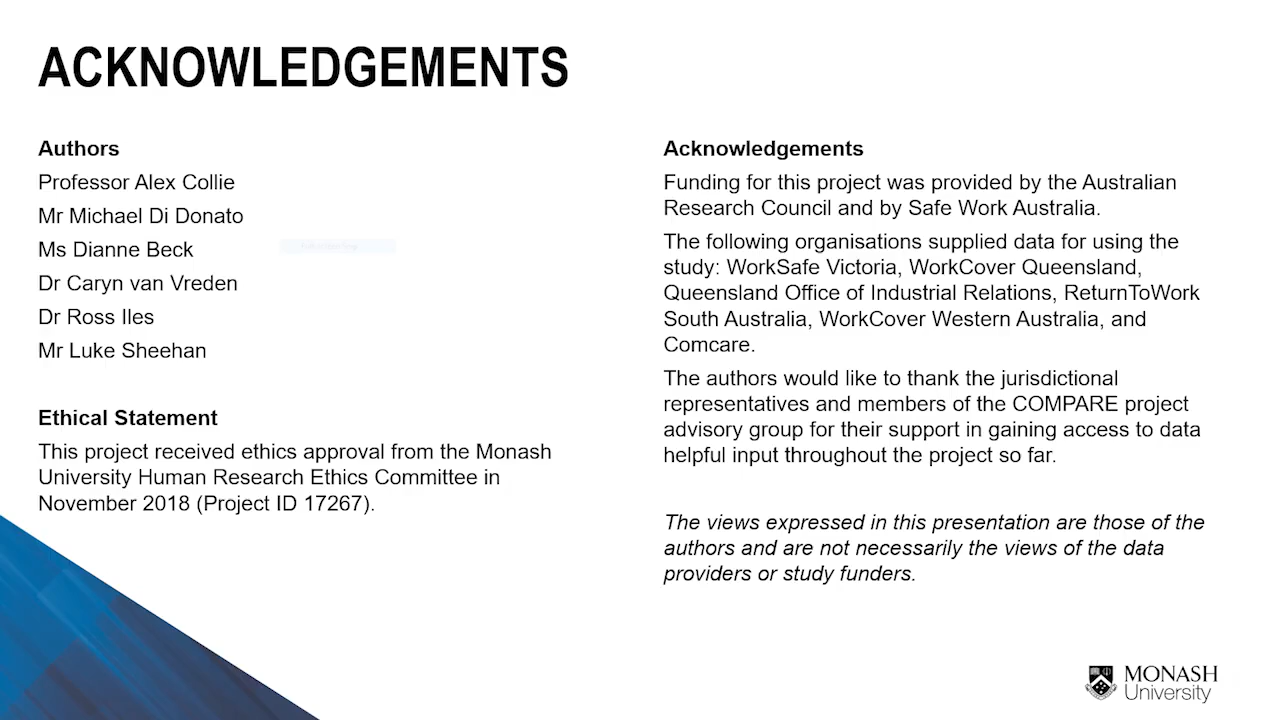 ACKNOWLEDGEMENTS
Authors
Professor Alex Collie
Mr Michael Di Donato
Ms Dianne Beck
Dr Caryn van Vreden
Dr Ross Iles
Mr Luke Sheehan
Ethical Statement
This project received ethics approval from the Monash
University Human Research Ethics Committee in
November 2018 (Project ID 17267).
Acknowledgements
Funding for this project was provided by the Australian
Research Council and by Safe Work Australia.
The following organisations supplied data for using the
study: WorkSafe Victoria, WorkCover Queensland,
Queensland Office of Industrial Relations, ReturnToWork
South Australia, WorkCover Western Australia, and
Comcare.
The authors would like to thank the jurisdictional
representatives and members of the COMPARE project
advisory group for their support in gaining access to data
helpful input throughout the project so far.
The views expressed in this presentation are those of the
authors and are not necessarily the views of the data
providers or study funders.
MONASH
University